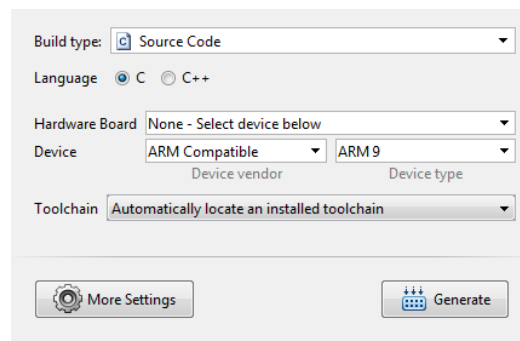 Build type: Source Code
Language C C++
Hardware Board None - Select device below
Device ARM Compatible ARM 9
Device vendor Device type
Toolchain Automatically locate an installed toolchain
More Settings Generate